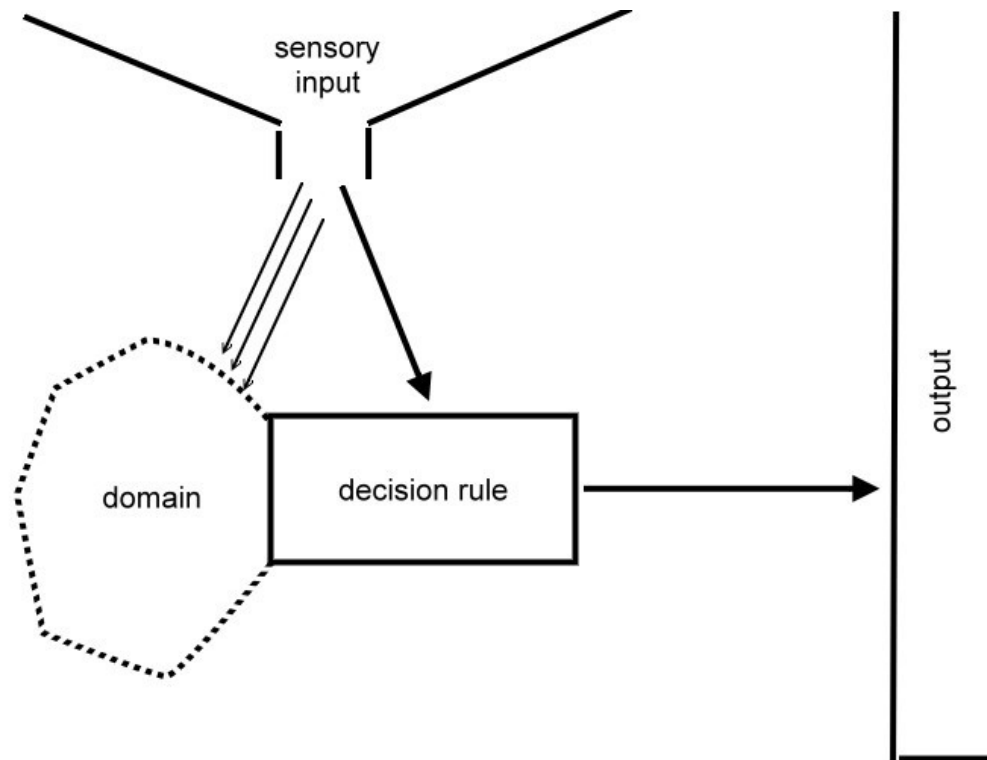 sensory
input
domain
decision rule
output